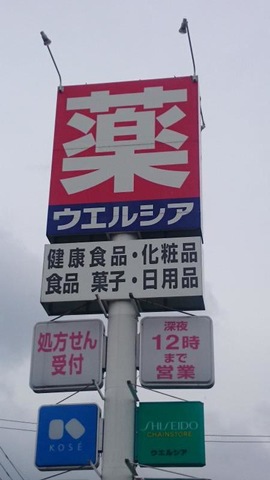 薬
ウエルシア
健康食品・化粧品
食品 菓子・日用品
処方せん
受付
深夜
12時
まで
営業
KOSÉ
SHISEIDO
CHAINSTORE
ウエルシア